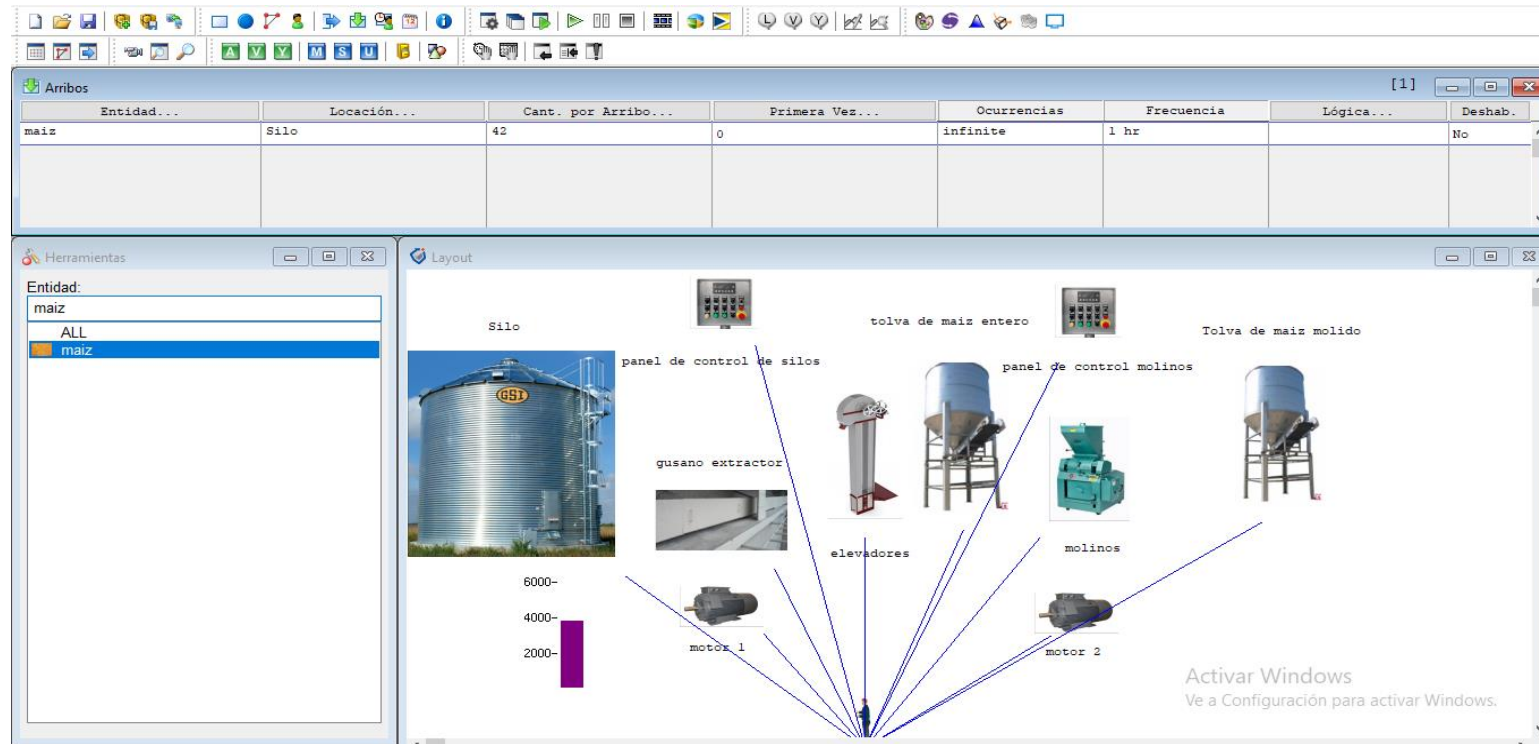 Arribos [1]
Entidad... Locación... Cant. por Arribo... Primera Vez... Ocurrencias Frecuencia Lógica... Deshab.
maiz Silo 42 0 infinite 1 hr No
Herramientas
Entidad:
maiz
ALL
maiz
Layout
Silo
tolva de maiz entero
Tolva de maiz molido
panel de control de silos
panel de control molinos
GSI
gusano extractor
elevadores
molinos
6000-
4000-
2000-
motor 1
motor 2
Activar Windows
Ve a Configuración para activar Windows.